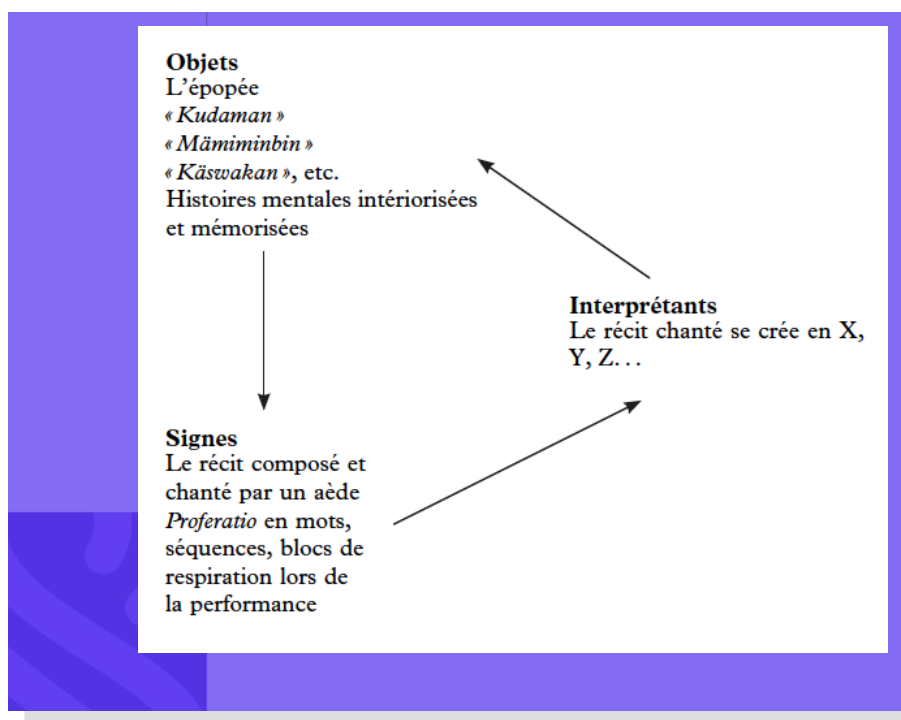 Objets
L’épopée
« Kudaman »
« Mämiminbin »
« Käswakan », etc.
Histoires mentales intériorisées
et mémorisées
Interprétants
Le récit chanté se crée en X,
Y, Z...
Signes
Le récit composé et
chanté par un aède
Proferatio en mots,
séquences, blocs de
respiration lors de
la performance